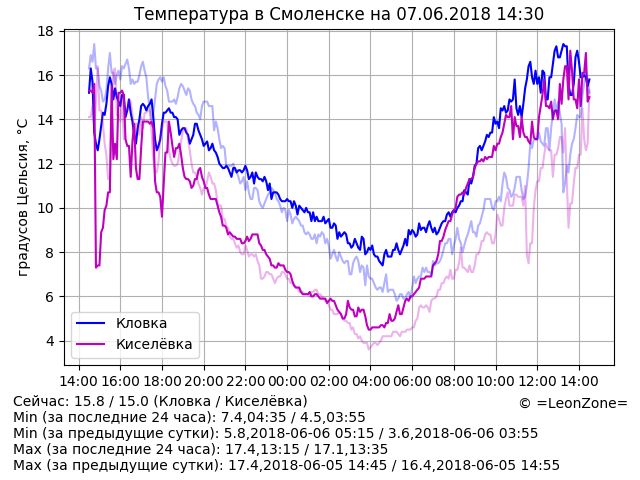 Температура в Смоленске на 07.06.2018 14:30
градусов Цельсия, °C
18
16
14
12
10
8
6
4
Кловка
Киселёвка
14:00 16:00 18:00 20:00 22:00 00:00 02:00 04:00 06:00 08:00 10:00 12:00 14:00
Сейчас: 15.8 / 15.0 (Кловка / Киселёвка)
© =LeonZone=
Min (за последние 24 часа): 7.4,04:35 / 4.5,03:55
Min (за предыдущие сутки): 5.8,2018-06-06 05:15 / 3.6,2018-06-06 03:55
Max (за последние 24 часа): 17.4,13:15 / 17.1,13:35
Max (за предыдущие сутки): 17.4,2018-06-05 14:45 / 16.4,2018-06-05 14:55